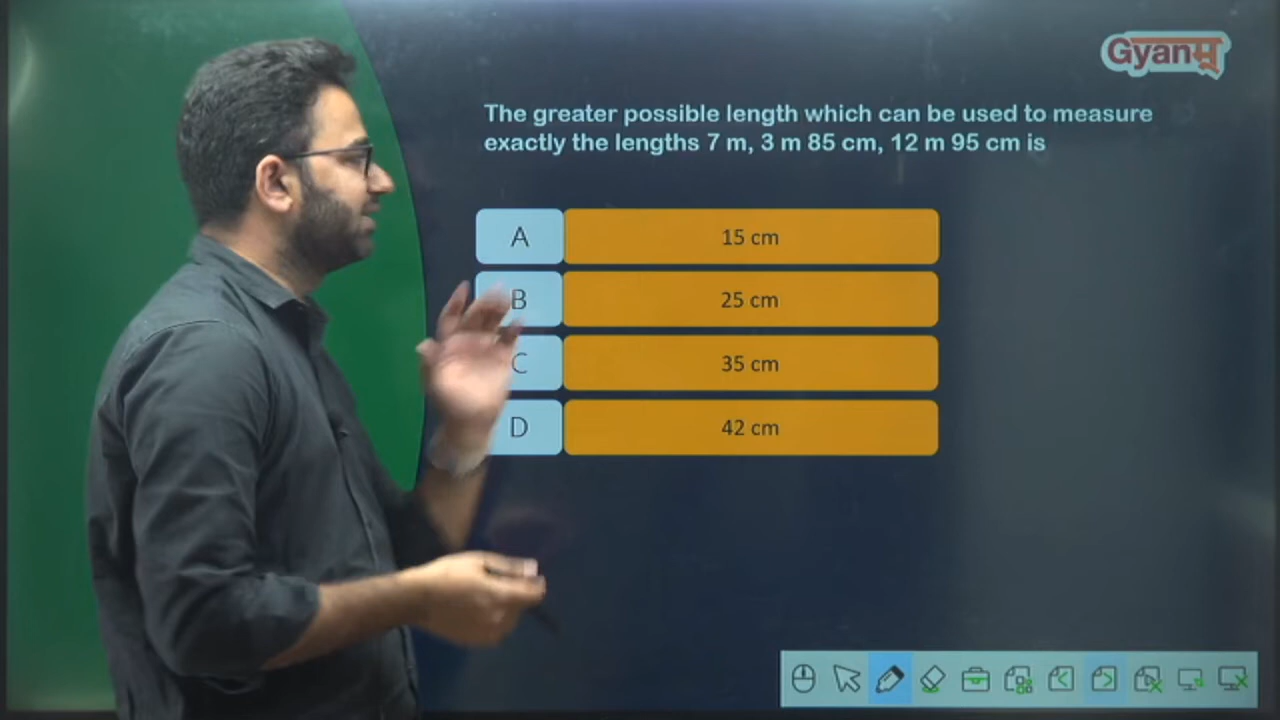 Gyanਸੂ
The greater possible length which can be used to measure
exactly the lengths 7 m, 3 m 85 cm, 12 m 95 cm is
A 15 cm
B 25 cm
C 35 cm
D 42 cm